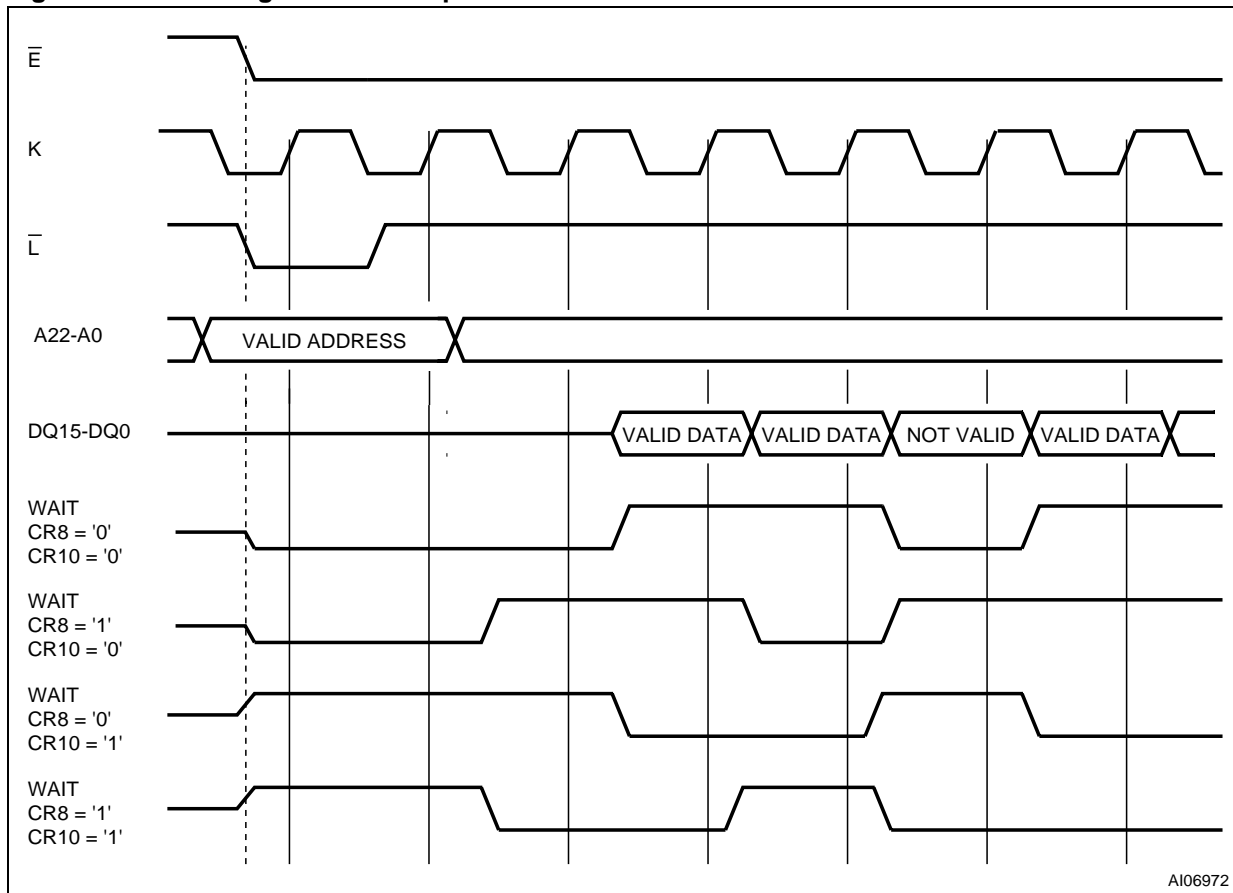 E
K
L
A22-A0
VALID ADDRESS
DQ15-DQ0
VALID DATA
VALID DATA
NOT VALID
VALID DATA
WAIT
CR8 = '0'
CR10 = '0'
WAIT
CR8 = '1'
CR10 = '0'
WAIT
CR8 = '0'
CR10 = '1'
WAIT
CR8 = '1'
CR10 = '1'
AI06972